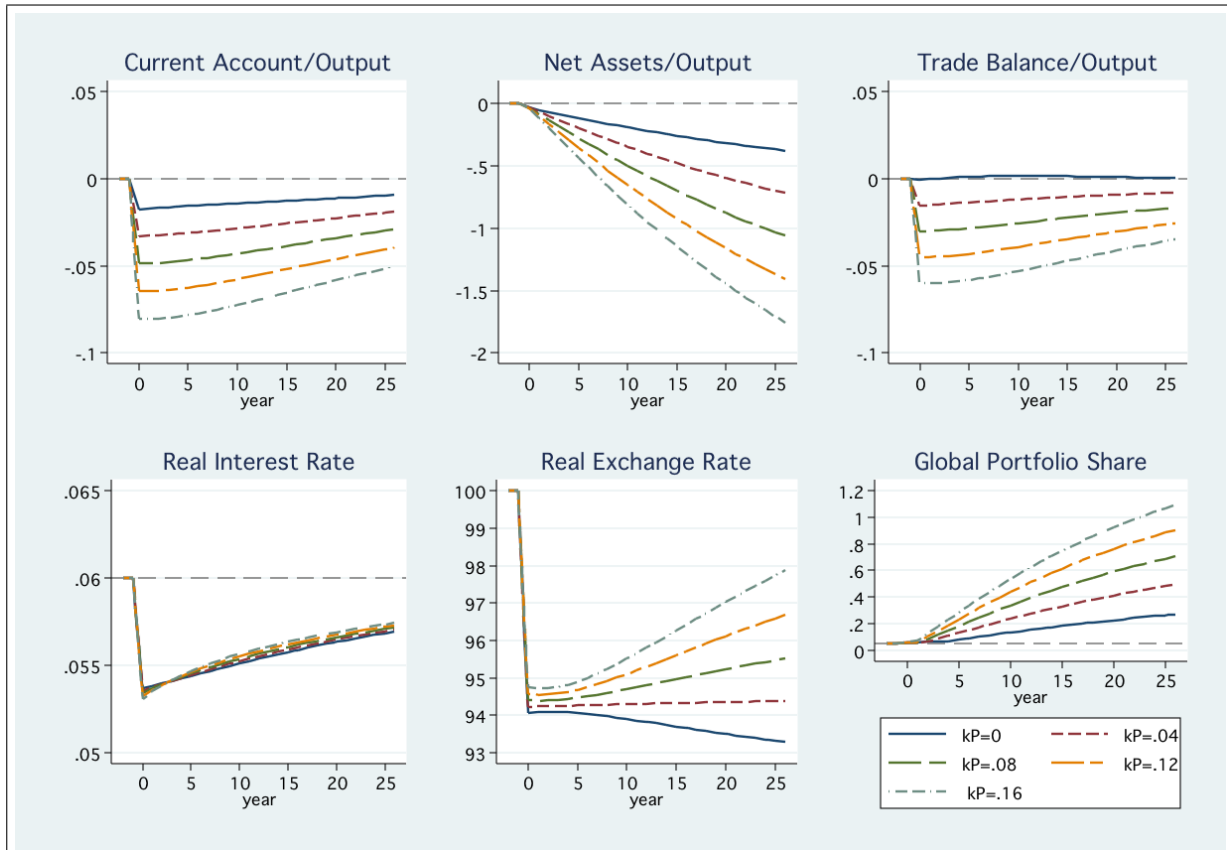 Current Account/Output
.05
0
-.05
-.1
0 5 10 15 20 25
year
Net Assets/Output
0
-.5
-1
-1.5
-2
0 5 10 15 20 25
year
Trade Balance/Output
.05
0
-.05
-.1
0 5 10 15 20 25
year
Real Interest Rate
.065
.06
.055
.05
0 5 10 15 20 25
year
Real Exchange Rate
100
99
98
97
96
95
94
93
0 5 10 15 20 25
year
Global Portfolio Share
1.2
1
.8
.6
.4
.2
0
0 5 10 15 20 25
kP=0 kP=.04
kP=.08 kP=.12
kP=.16